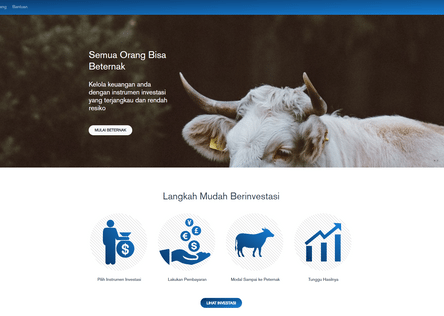 Bantuan
Semua Orang Bisa
Beternak
Kelola keuangan anda
dengan instrumen investasi
yang terjangkau dan rendah
resiko
MULAI BETERNAK
Langkah Mudah Berinvestasi
Pilih Instrumen Investasi
Lakukan Pembayaran
Modal Sampai ke Peternak
Tunggu Hasilnya
LIHAT INVESTASI